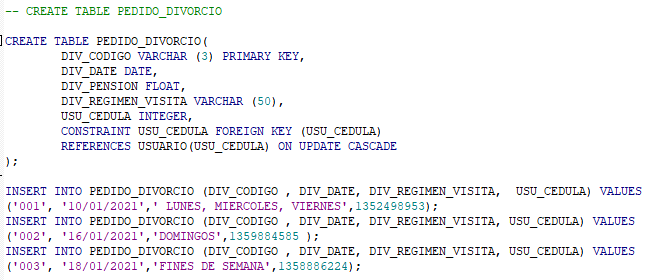 -- CREATE TABLE PEDIDO_DIVORCIO
CREATE TABLE PEDIDO_DIVORCIO(
DIV_CODIGO VARCHAR (3) PRIMARY KEY,
DIV_DATE DATE,
DIV_PENSION FLOAT,
DIV_REGIMEN_VISITA VARCHAR (50),
USU_CEDULA INTEGER,
CONSTRAINT USU_CEDULA FOREIGN KEY (USU_CEDULA)
REFERENCES USUARIO(USU_CEDULA) ON UPDATE CASCADE
);
INSERT INTO PEDIDO_DIVORCIO (DIV_CODIGO , DIV_DATE, DIV_REGIMEN_VISITA,  USU_CEDULA) VALUES
('001', '10/01/2021',' LUNES, MIERCOLES, VIERNES',1352498953);
INSERT INTO PEDIDO_DIVORCIO (DIV_CODIGO , DIV_DATE, DIV_REGIMEN_VISITA, USU_CEDULA) VALUES
('002', '16/01/2021','DOMINGOS',1359884585 );
INSERT INTO PEDIDO_DIVORCIO (DIV_CODIGO , DIV_DATE, DIV_REGIMEN_VISITA, USU_CEDULA) VALUES
('003', '18/01/2021','FINES DE SEMANA',1358886224);